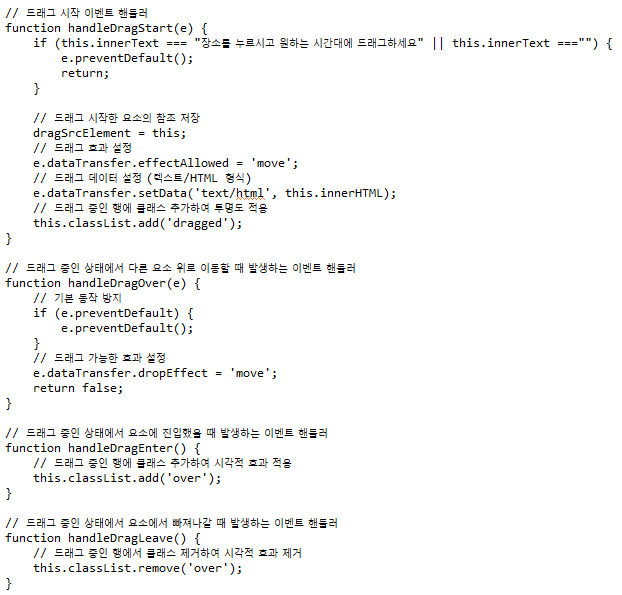 // 드래그 시작 이벤트 핸들러
function handleDragStart(e) {
    if (this.innerText === "장소를 누르시고 원하는 시간대에 드래그하세요" || this.innerText ==="") {
        e.preventDefault();
        return;
    }

    // 드래그 시작한 요소의 참조 저장
    dragSrcElement = this;
    // 드래그 효과 설정
    e.dataTransfer.effectAllowed = 'move';
    // 드래그 데이터 설정 (텍스트/HTML 형식)
    e.dataTransfer.setData('text/html', this.innerHTML);
    // 드래그 중인 행에 클래스 추가하여 투명도 적용
    this.classList.add('dragged');
}

// 드래그 중인 상태에서 다른 요소 위로 이동할 때 발생하는 이벤트 핸들러
function handleDragOver(e) {
    // 기본 동작 방지
    if (e.preventDefault) {
        e.preventDefault();
    }
    // 드래그 가능한 효과 설정
    e.dataTransfer.dropEffect = 'move';
    return false;
}

// 드래그 중인 상태에서 요소에 진입했을 때 발생하는 이벤트 핸들러
function handleDragEnter() {
    // 드래그 중인 행에 클래스 추가하여 시각적 효과 적용
    this.classList.add('over');
}

// 드래그 중인 상태에서 요소에서 빠져나갈 때 발생하는 이벤트 핸들러
function handleDragLeave() {
    // 드래그 중인 행에서 클래스 제거하여 시각적 효과 제거
    this.classList.remove('over');
}